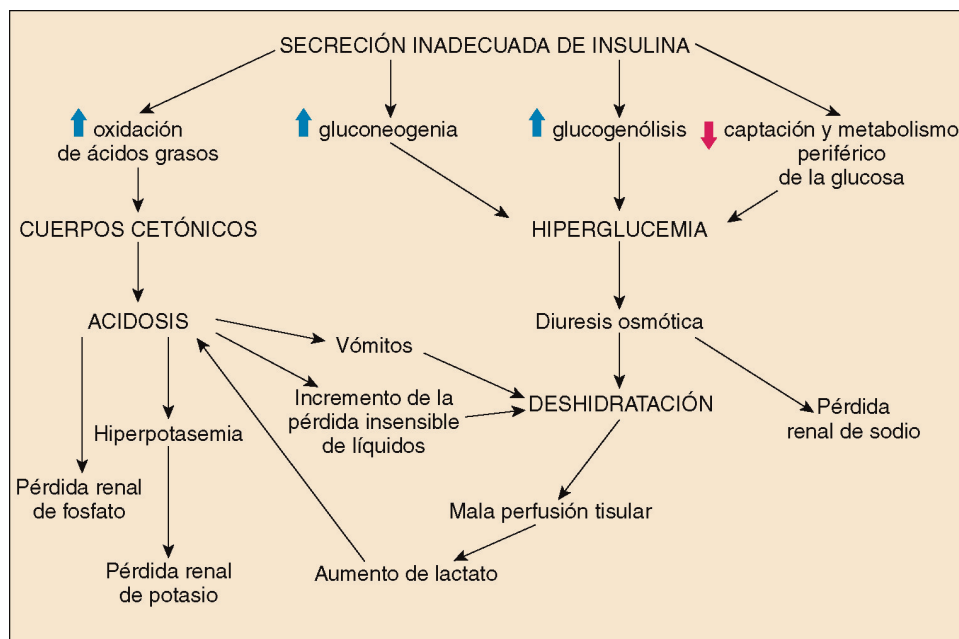 SECRECIÓN INADECUADA DE INSULINA
oxidación
de ácidos grasos
gluconeogenia
glucogenólisis
captación y metabolismo
periférico
de la glucosa
CUERPOS CETÓNICOS
HIPERGLUCEMIA
ACIDOSIS
Diuresis osmótica
Vómitos
Incremento de la
pérdida insensible
de líquidos
DESHIDRATACIÓN
Pérdida
renal de sodio
Hiperpotasemia
Pérdida renal
de fosfato
Mala perfusión tisular
Pérdida renal
de potasio
Aumento de lactato